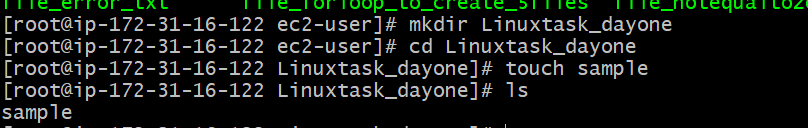 file_error_txt file_forloop_to_create_5files
[root@ip-172-31-16-122 ec2-user]# mkdir Linuxtask_dayone
[root@ip-172-31-16-122 ec2-user]# cd Linuxtask_dayone
[root@ip-172-31-16-122 Linuxtask_dayone]# touch sample
[root@ip-172-31-16-122 Linuxtask_dayone]# ls
sample